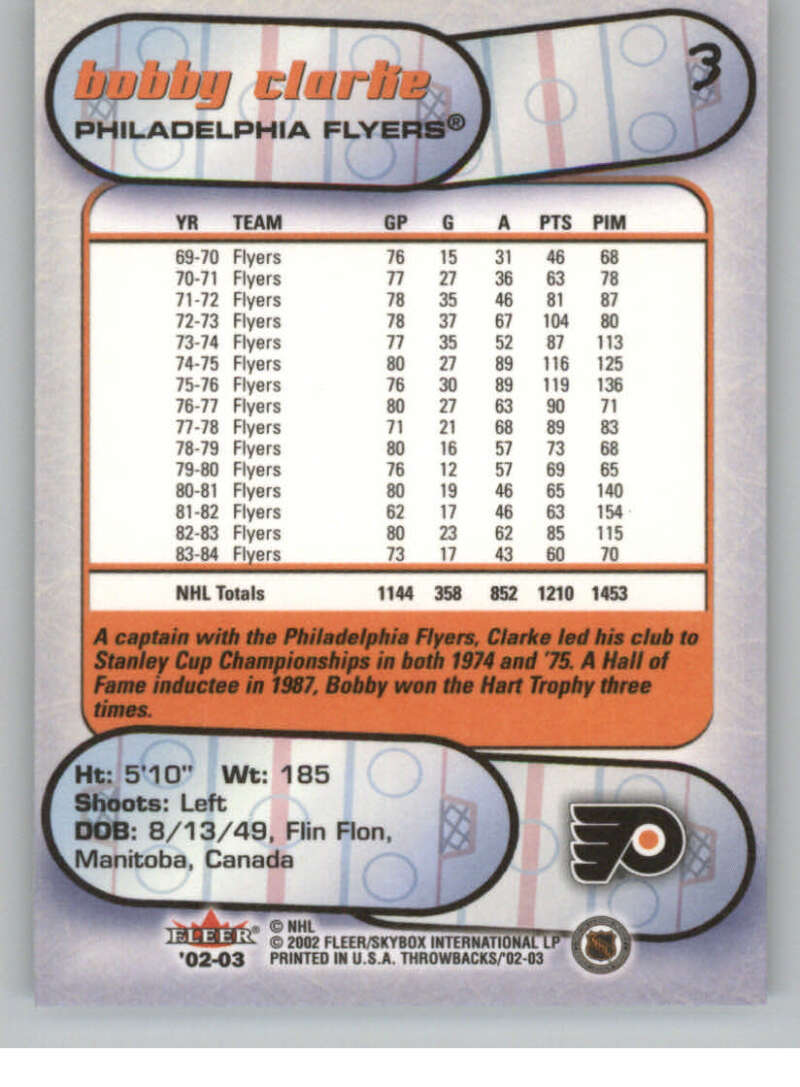 bobby clarke
3
PHILADELPHIA FLYERS®
YR TEAM GP G A PTS PIM
69-70 Flyers 76 15 31 46 68
70-71 Flyers 77 27 36 63 78
71-72 Flyers 78 35 46 81 87
72-73 Flyers 78 37 67 104 80
73-74 Flyers 77 35 52 87 113
74-75 Flyers 80 27 89 116 125
75-76 Flyers 76 30 89 119 136
76-77 Flyers 80 27 63 90 71
77-78 Flyers 71 21 68 89 83
78-79 Flyers 80 16 57 73 68
79-80 Flyers 76 12 57 69 65
80-81 Flyers 80 19 46 65 140
81-82 Flyers 62 17 46 63 154
82-83 Flyers 80 23 62 85 115
83-84 Flyers 73 17 43 60 70
NHL Totals 1144 358 852 1210 1453
A captain with the Philadelphia Flyers, Clarke led his club to
Stanley Cup Championships in both 1974 and '75. A Hall of
Fame inductee in 1987, Bobby won the Hart Trophy three
times.
Ht: 5'10" Wt: 185
Shoots: Left
DOB: 8/13/49, Flin Flon,
Manitoba, Canada
FLEER®
'02-03
© NHL
© 2002 FLEER/SKYBOX INTERNATIONAL LP
PRINTED IN U.S.A. THROWBACKS/'02-03